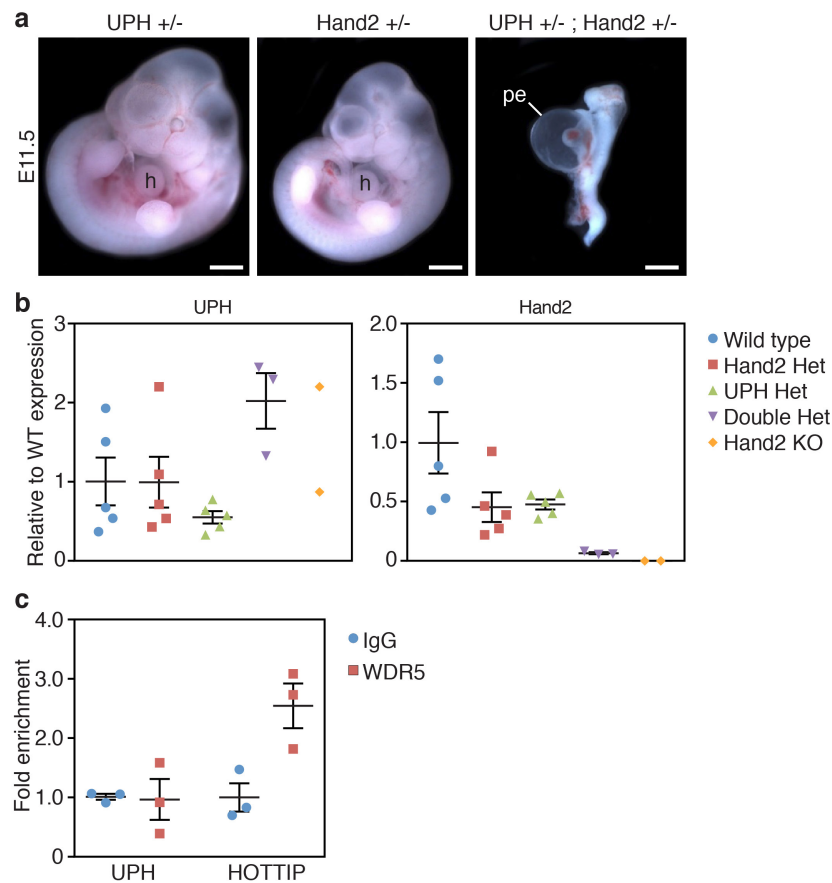 a
UPH +/-
Hand2 +/-
UPH +/- ; Hand2 +/-
E11.5
h
h
pe
b
UPH
Hand2
Relative to WT expression
3
2
1
0
2.0
1.5
1.0
0.5
0
Wild type
Hand2 Het
UPH Het
Double Het
Hand2 KO
c
Fold enrichment
4.0
3.0
2.0
1.0
0
UPH
HOTTIP
IgG
WDR5